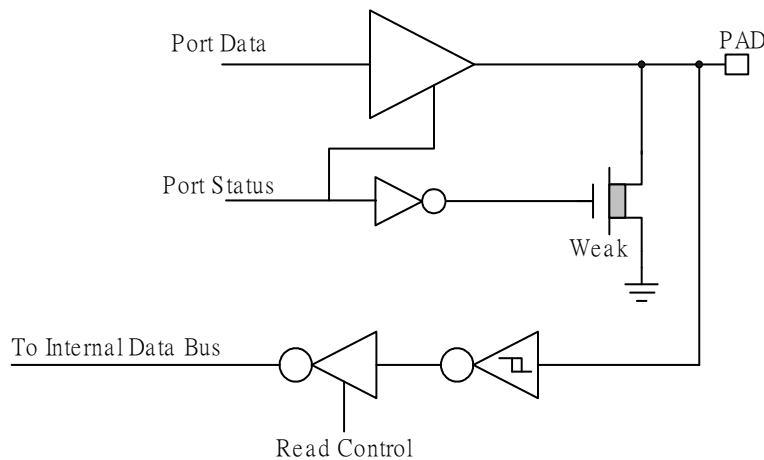 Port Data
PAD
Port Status
Weak
To Internal Data Bus
Read Control